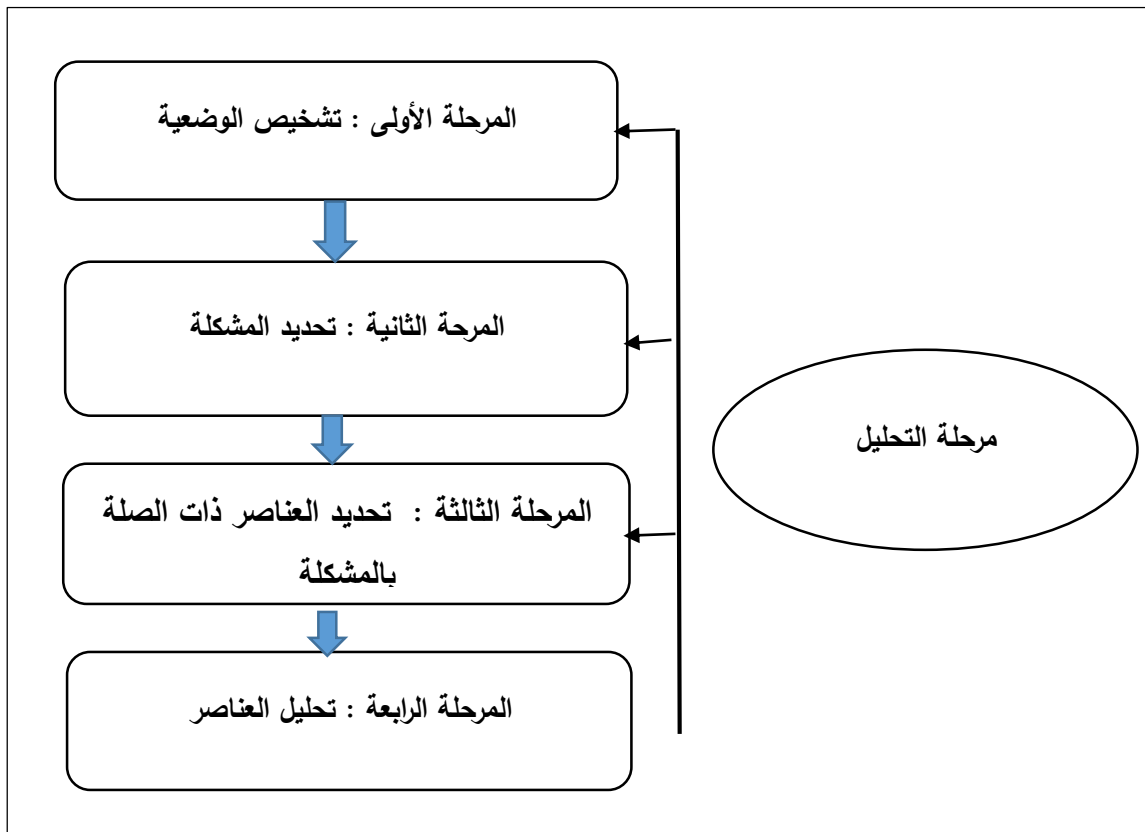 المرحلة الأولى : تشخيص الوضعية
المرحة الثانية : تحديد المشكلة
مرحلة التحليل
المرحلة الثالثة : تحديد العناصر ذات الصلة
بالمشكلة
المرحلة الرابعة : تحليل العناصر